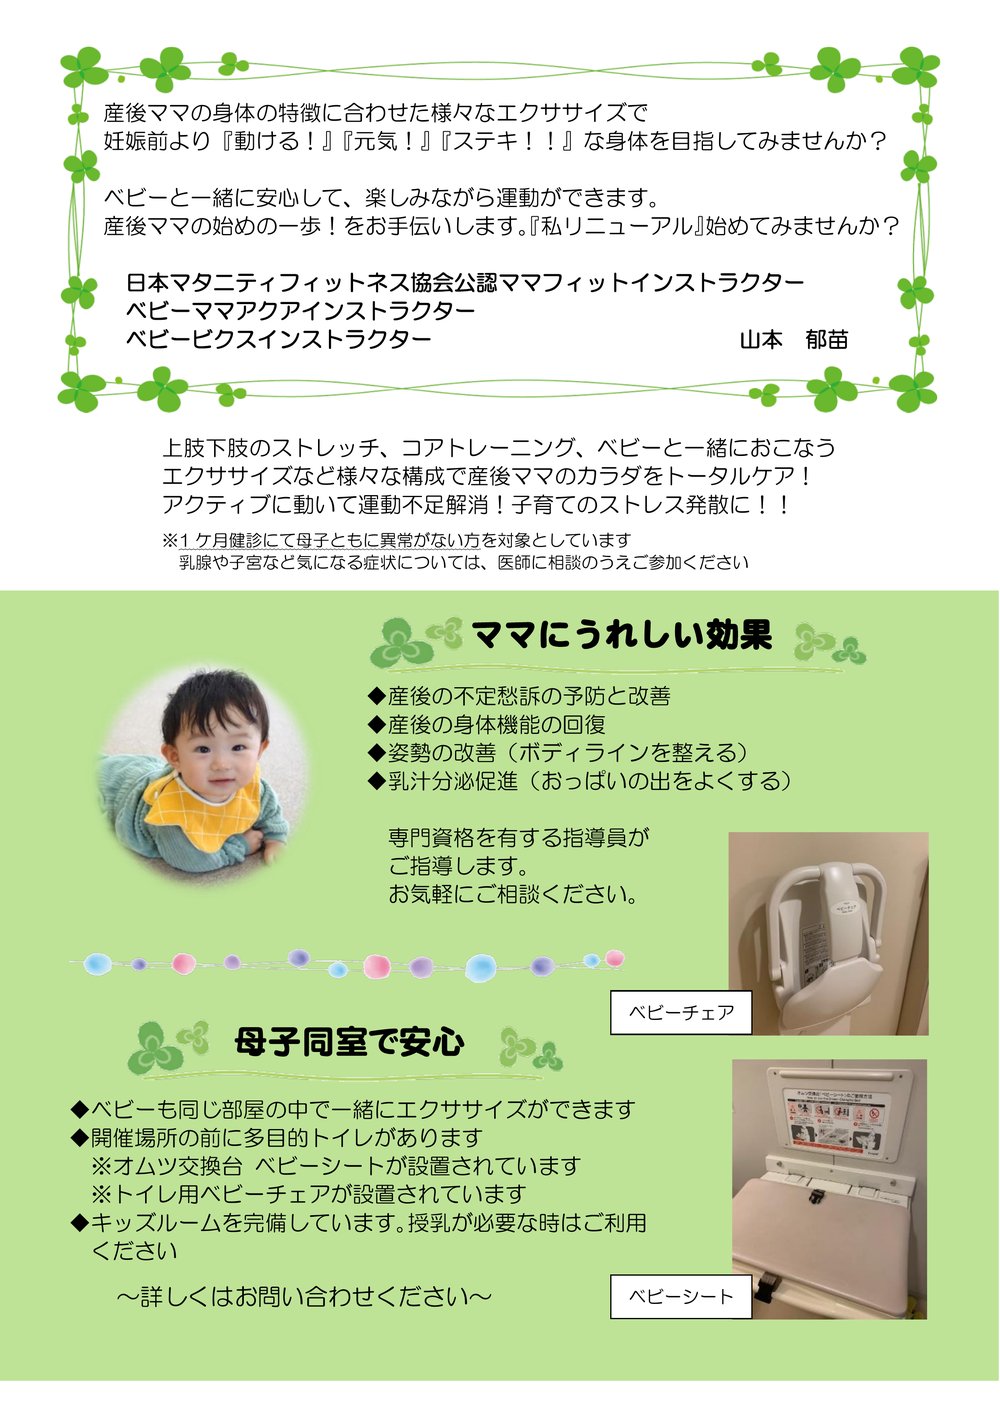 産後ママの身体の特徴に合わせた様々なエクササイズで
妊娠前より『動ける！』『元気！』『ステキ！！』な身体を目指してみませんか？
ベビーと一緒に安心して、楽しみながら運動ができます。
産後ママの始めの一歩！をお手伝いします。『私リニューアル』始めてみませんか？
日本マタニティフィットネス協会公認ママフィットインストラクター
ベビーママアクアインストラクター
ベビービクスインストラクター　山本　郁苗
上肢下肢のストレッチ、コアトレーニング、ベビーと一緒におこなう
エクササイズなど様々な構成で産後ママのカラダをトータルケア！
アクティブに動いて運動不足解消！子育てのストレス発散に！！
※１ケ月健診にて母子ともに異常がない方を対象としています
乳腺や子宮など気になる症状については、医師に相談のうえご参加ください
ママにうれしい効果
◆産後の不定愁訴の予防と改善
◆産後の身体機能の回復
◆姿勢の改善（ボディラインを整える）
◆乳汁分泌促進（おっぱいの出をよくする）
専門資格を有する指導員が
ご指導します。
お気軽にご相談ください。
ベビーチェア
ベビーチェア
母子同室で安心
◆ベビーも同じ部屋の中で一緒にエクササイズができます
◆開催場所の前に多目的トイレがあります
※オムツ交換台 ベビーシートが設置されています
※トイレ用ベビーチェアが設置されています
◆キッズルームを完備しています。授乳が必要な時はご利用
ください
～詳しくはお問い合わせください～
ベビーシート